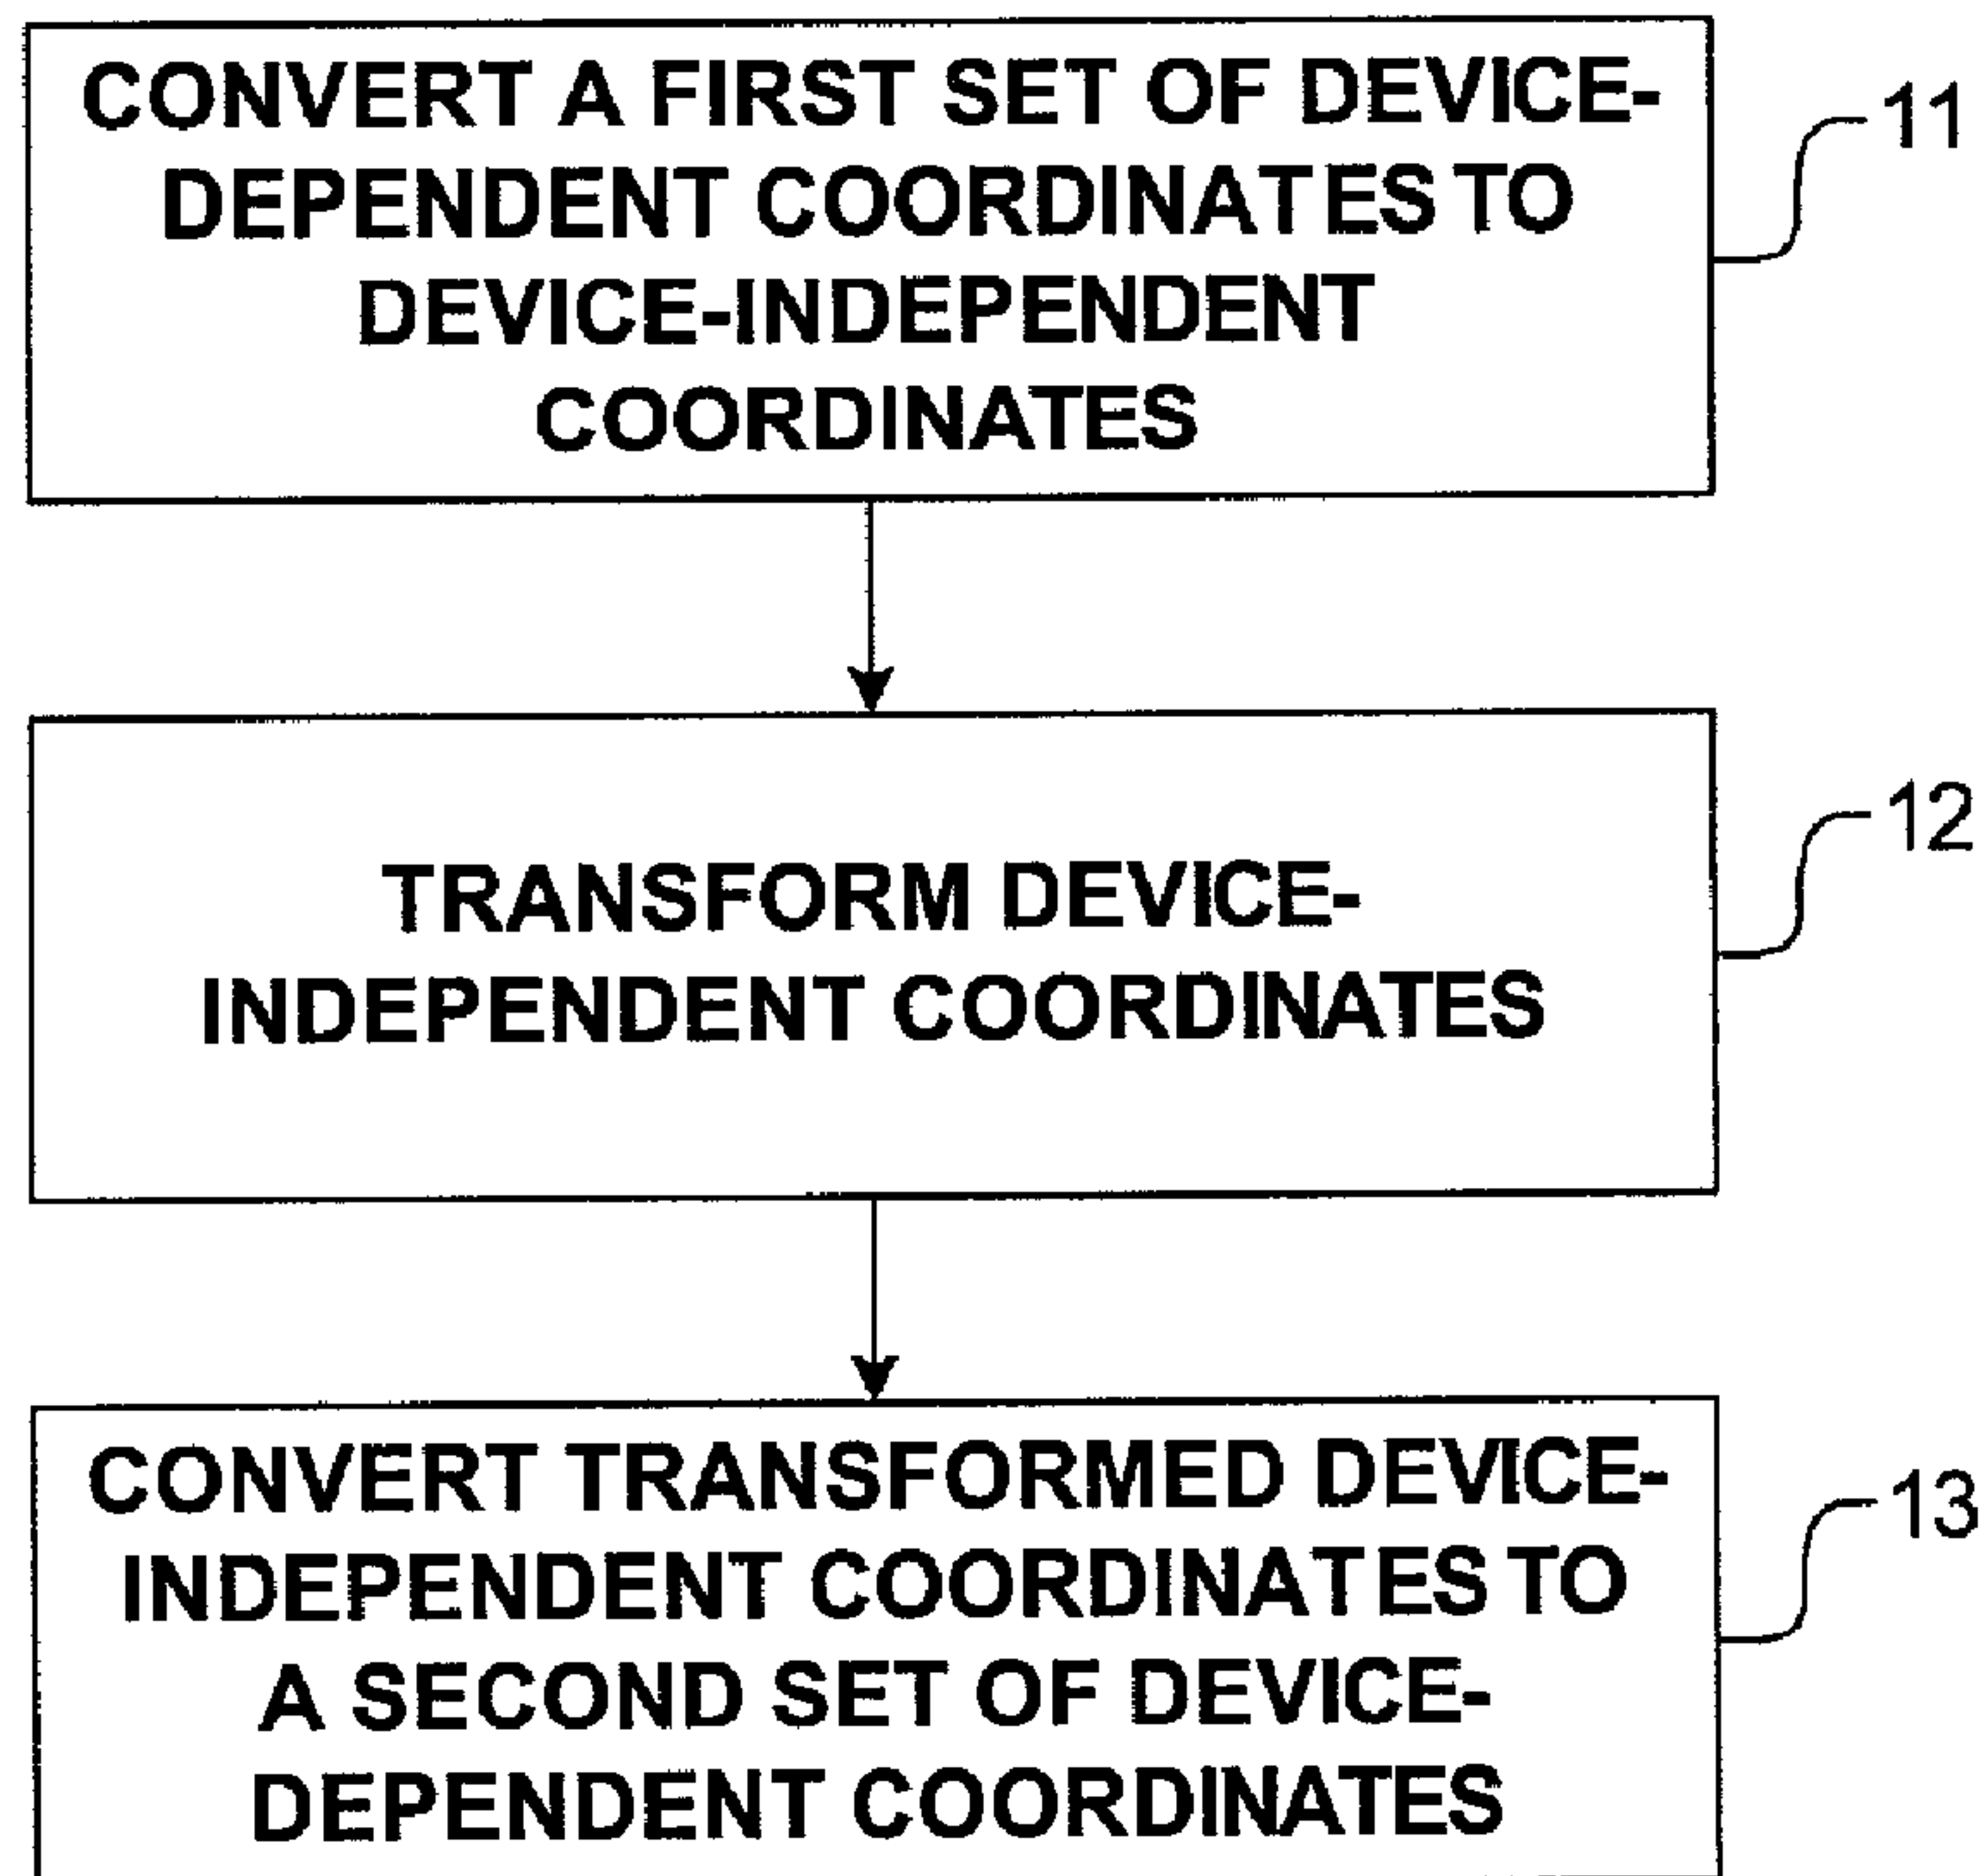 CONVERT A FIRST SET OF DEVICE-
DEPENDENT COORDINATES TO
DEVICE-INDEPENDENT
COORDINATES
11
TRANSFORM DEVICE-
INDEPENDENT COORDINATES
12
CONVERT TRANSFORMED DEVICE-
INDEPENDENT COORDINATES TO
A SECOND SET OF DEVICE-
DEPENDENT COORDINATES
13